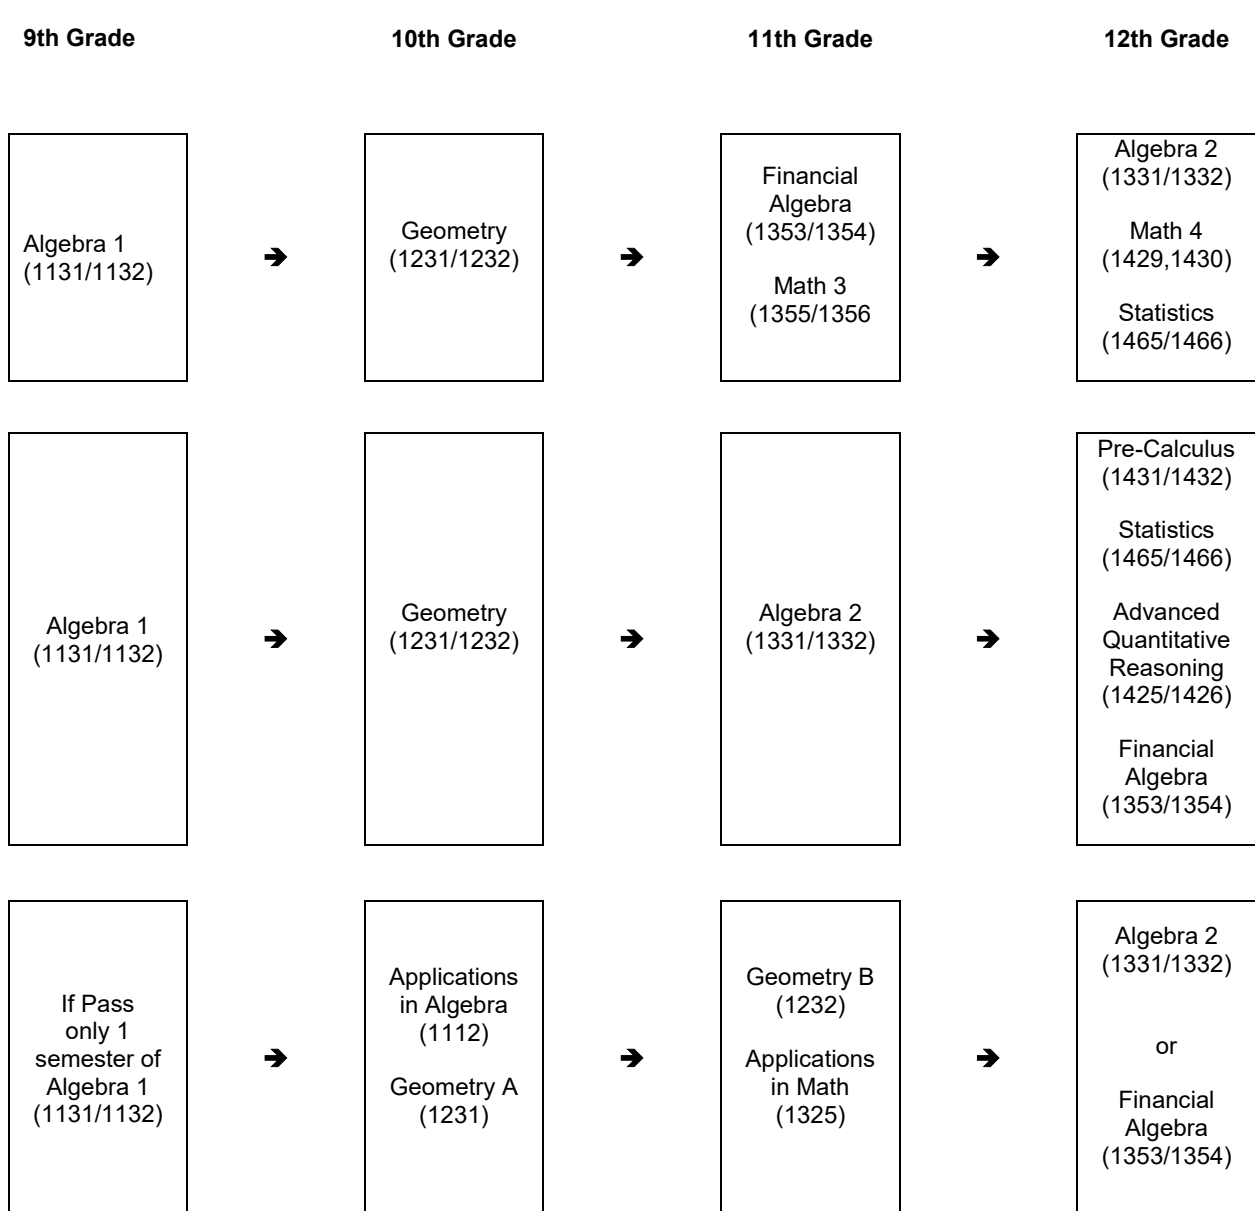 9th Grade
10th Grade
11th Grade
12th Grade
Algebra 1
(1131/1132)
Geometry
(1231/1232)
Financial
Algebra
(1353/1354)
Math 3
(1355/1356
Algebra 2
(1331/1332)
Math 4
(1429,1430)
Statistics
(1465/1466)
Algebra 1
(1131/1132)
Geometry
(1231/1232)
Algebra 2
(1331/1332)
Pre-Calculus
(1431/1432)
Statistics
(1465/1466)
Advanced
Quantitative
Reasoning
(1425/1426)
Financial
Algebra
(1353/1354)
If Pass
only 1
semester of
Algebra 1
(1131/1132)
Applications
in Algebra
(1112)
Geometry A
(1231)
Geometry B
(1232)
Applications
in Math
(1325)
Algebra 2
(1331/1332)
or
Financial
Algebra
(1353/1354)